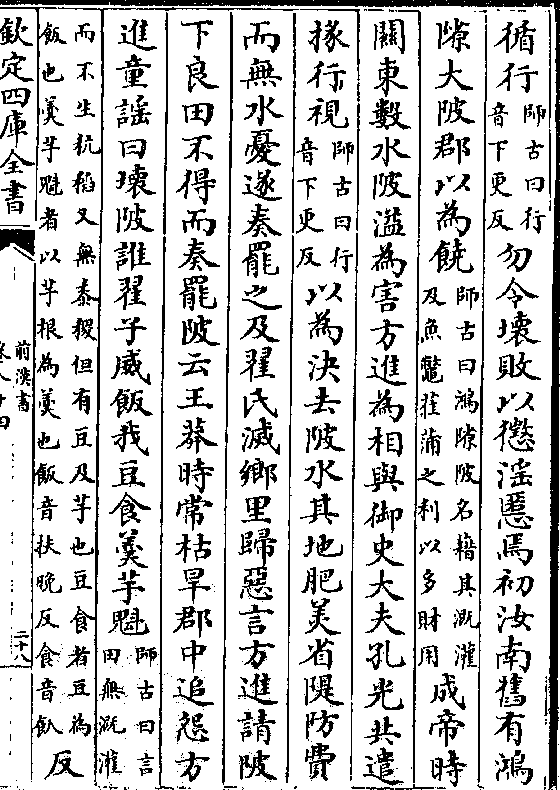 循行師古曰行音下更反勿令壊敗以懲淫慝焉初汝南舊有鴻
隙大陂郡以為饒師古曰鴻隙陂名藉其溉灌及魚鼈萑蒲之利以多財用成帝時
關東數水陂溢為害方進為相與御史大夫孔光共遣
掾行視師古曰行音下更反以為決去陂水其地肥美省隄防費
而無水憂遂奏罷之及翟氏滅鄉里歸惡言方進請陂
下良田不得而奏罷陂云王莽時常枯旱郡中追怨方
進童謡曰壊陂誰翟子威飯我豆食羮芋魁師古曰言田無溉灌
而不生秔稻又無黍稷但有豆及芋也豆食者豆為飯也羮芋魁者以芋根為羮也飯音扶晚反食音飤反
欽定四庫全書
前漢書
卷八十四
二十八